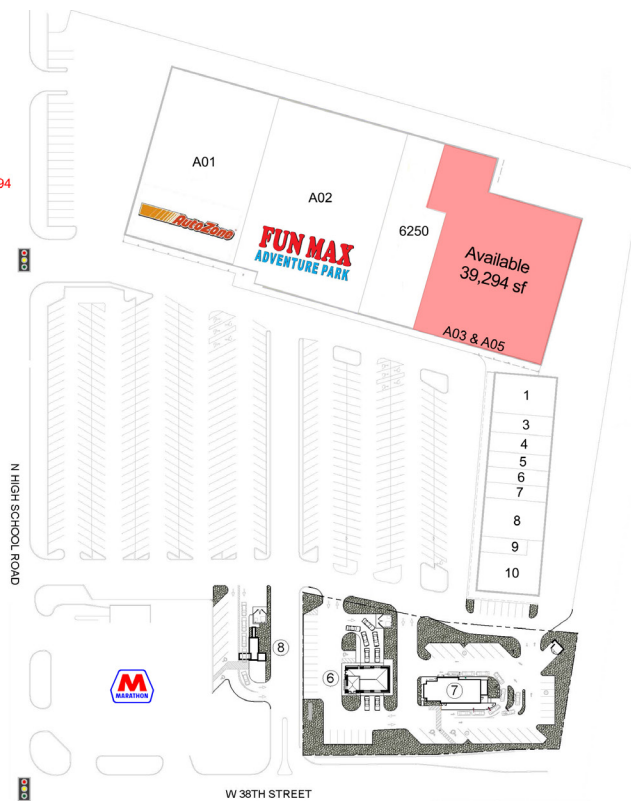 94
A01
AutoZone
A02
FUN MAX
ADVENTURE PARK
6250
Available
39,294 sf
A03 & A05
1
3
4
5
6
7
8
9
10
N HIGH SCHOOL ROAD
M
MARATHON
8
6
7
W 38TH STREET